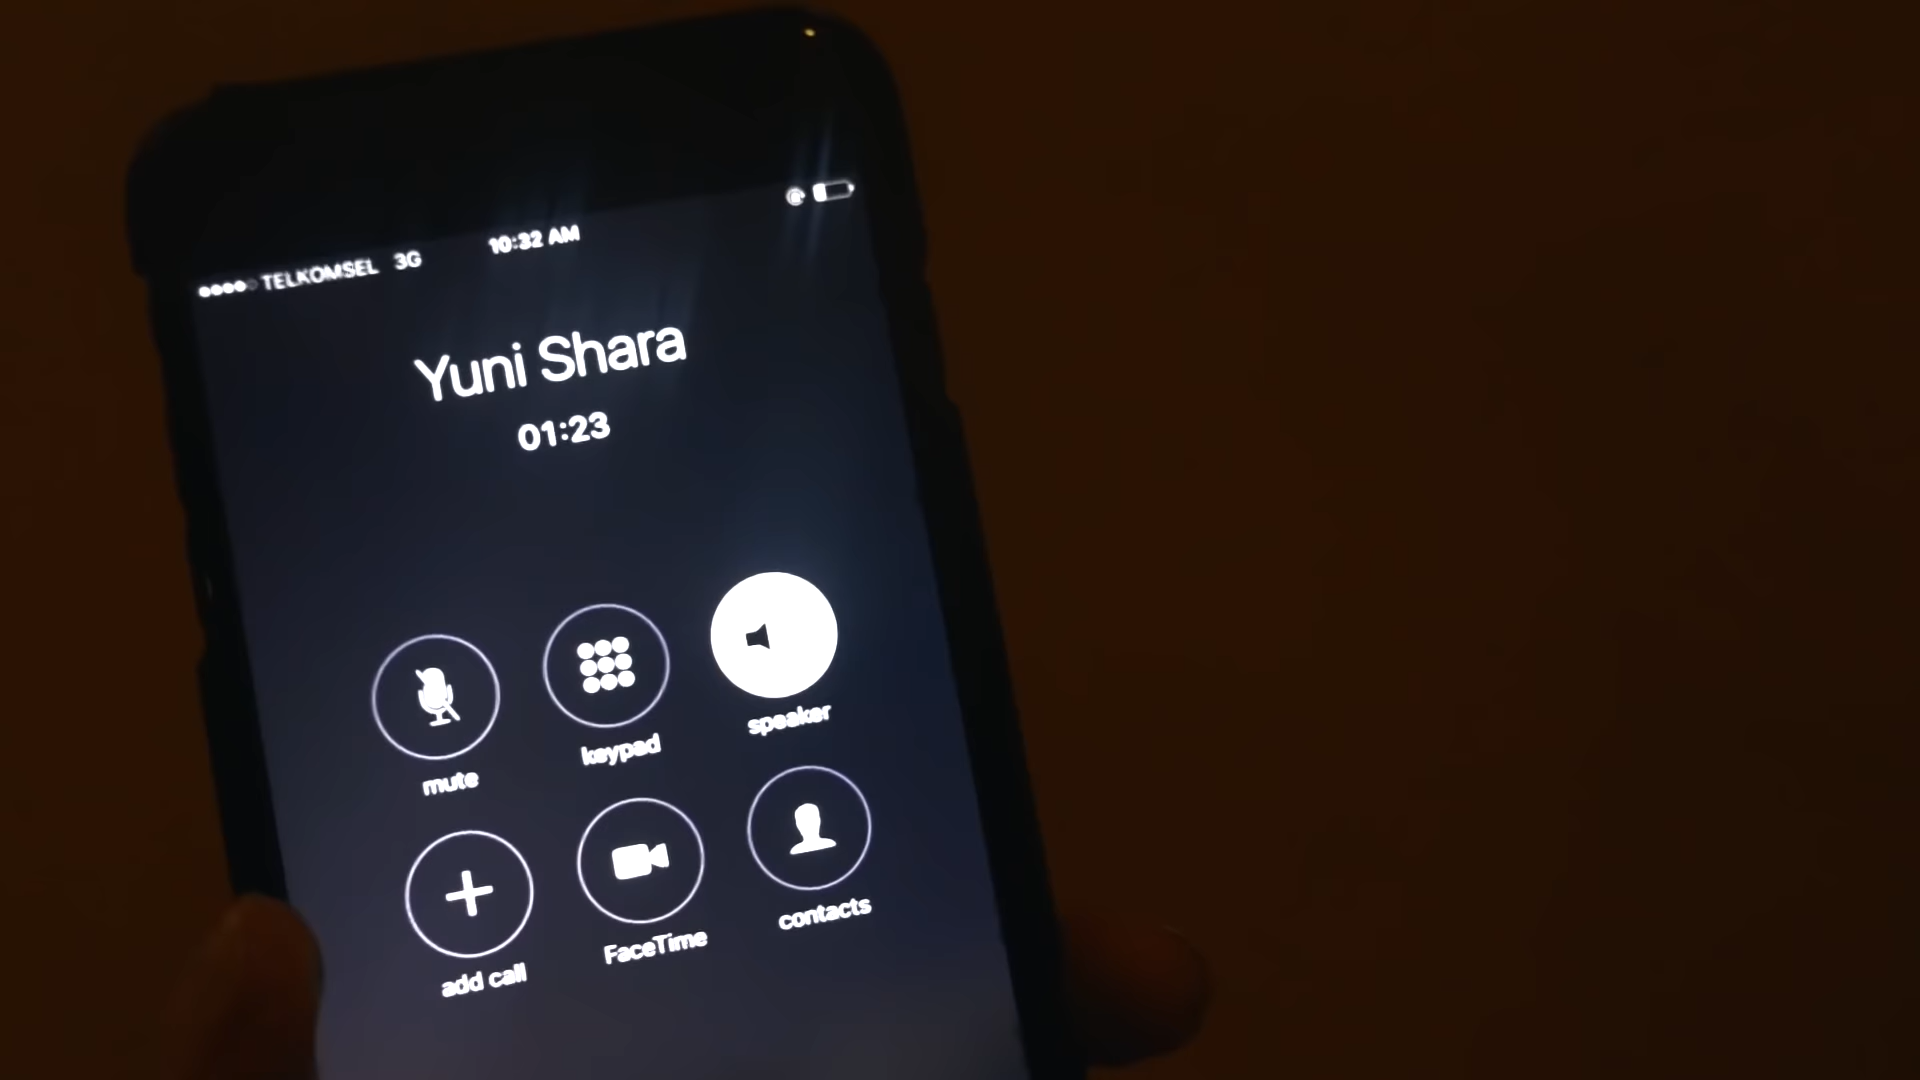 TELKOMSEL 3G 10:32 AM
Yuni Shara
01:23
mute keypad speaker
add call FaceTime contacts